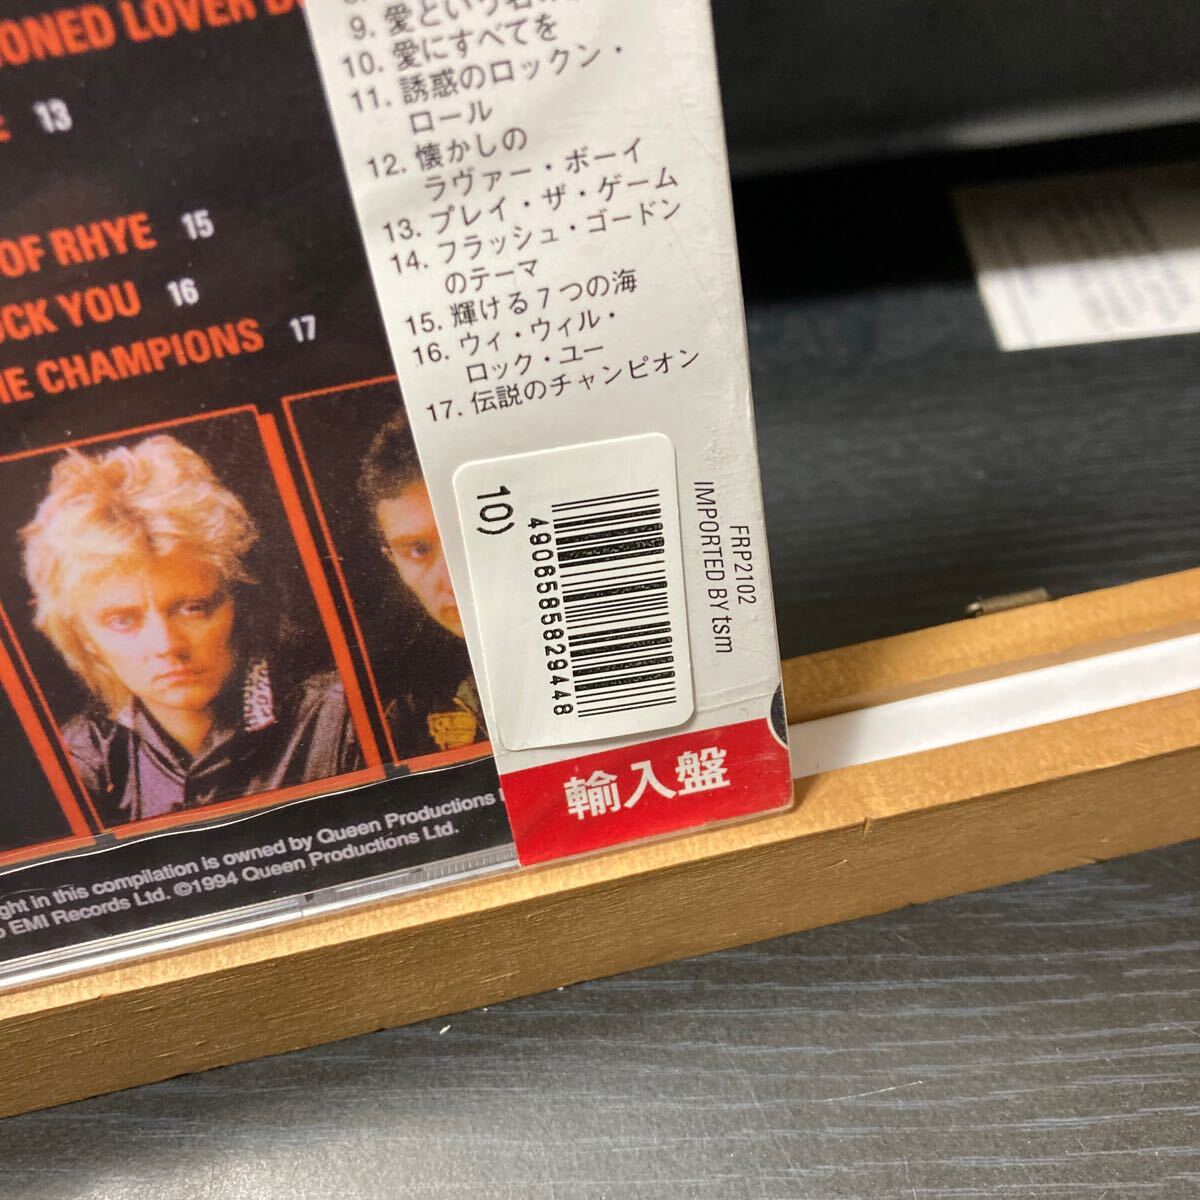 IONED LOVER BO
13
OF RHYE 15
OCK YOU 16
HE CHAMPIONS 17
9. 愛という名の
10. 愛にすべてを
11. 誘惑のロックン・
ロール
12. 懐かしの
ラヴァー・ボーイ
13. プレイ・ザ・ゲーム
14. フラッシュ・ゴードン
のテーマ
15. 輝ける7つの海
16. ウィ・ウィル・
ロック・ユー
17. 伝説のチャンピオン
10)
4906585829448
FRP2102
IMPORTED BY tsm
輸入盤
ght in this compilation is owned by Queen Productions
EMI Records Ltd. ©1994 Queen Productions Ltd.